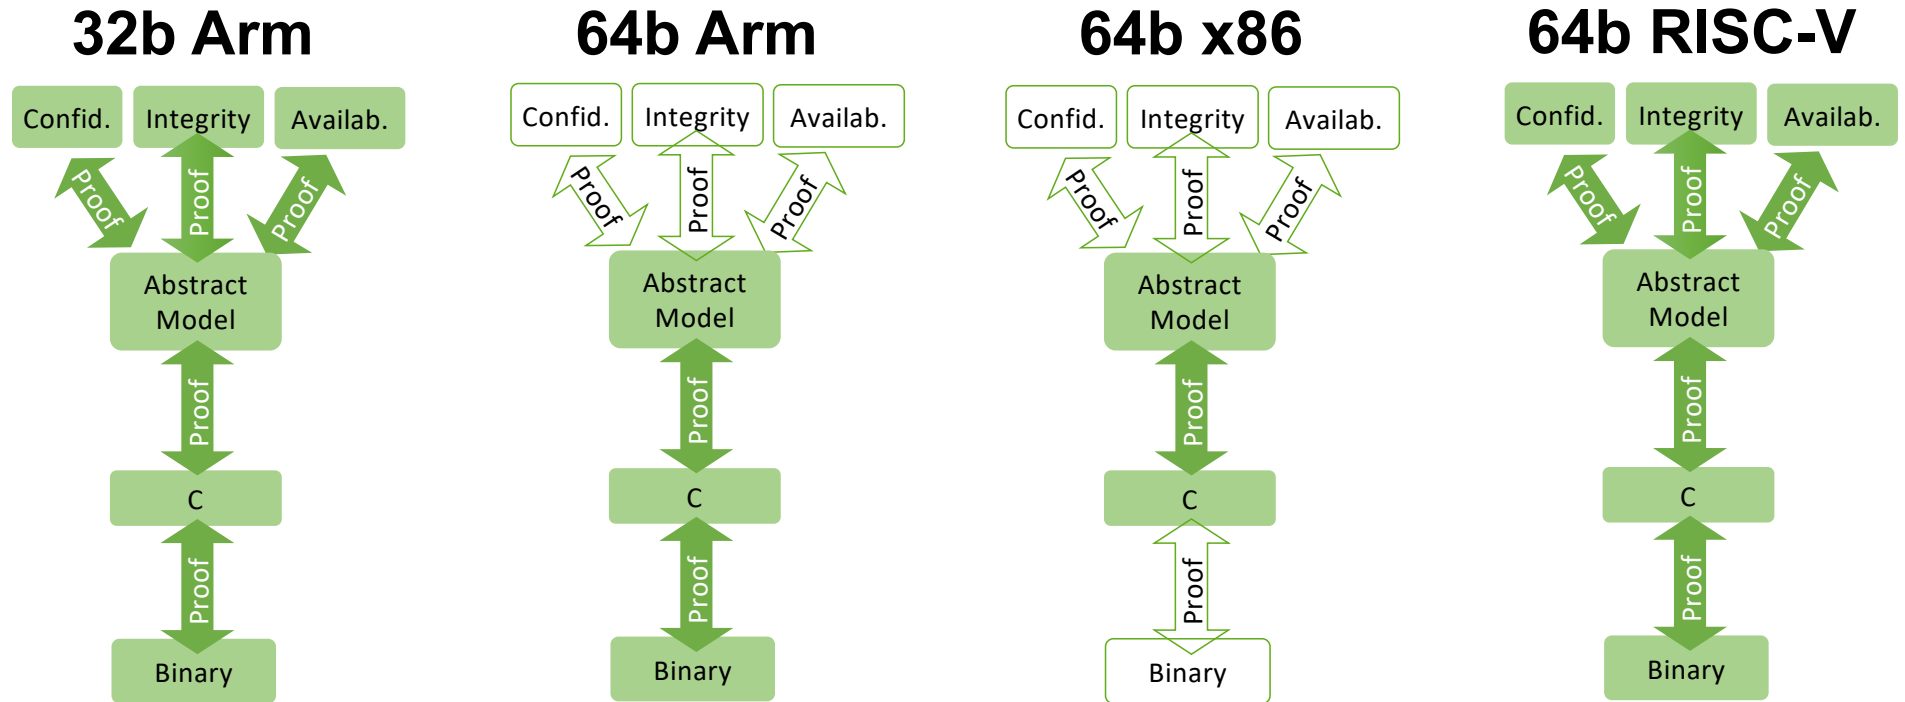 32b Arm
Confid.
Integrity
Availab.
Proof
Proof
Proof
Abstract
Model
Proof
C
Proof
Binary
64b Arm
Confid.
Integrity
Availab.
Proof
Proof
Proof
Abstract
Model
Proof
C
Proof
Binary
64b x86
Confid.
Integrity
Availab.
Proof
Proof
Proof
Abstract
Model
Proof
C
Proof
Binary
64b RISC-V
Confid.
Integrity
Availab.
Proof
Proof
Proof
Abstract
Model
Proof
C
Proof
Binary